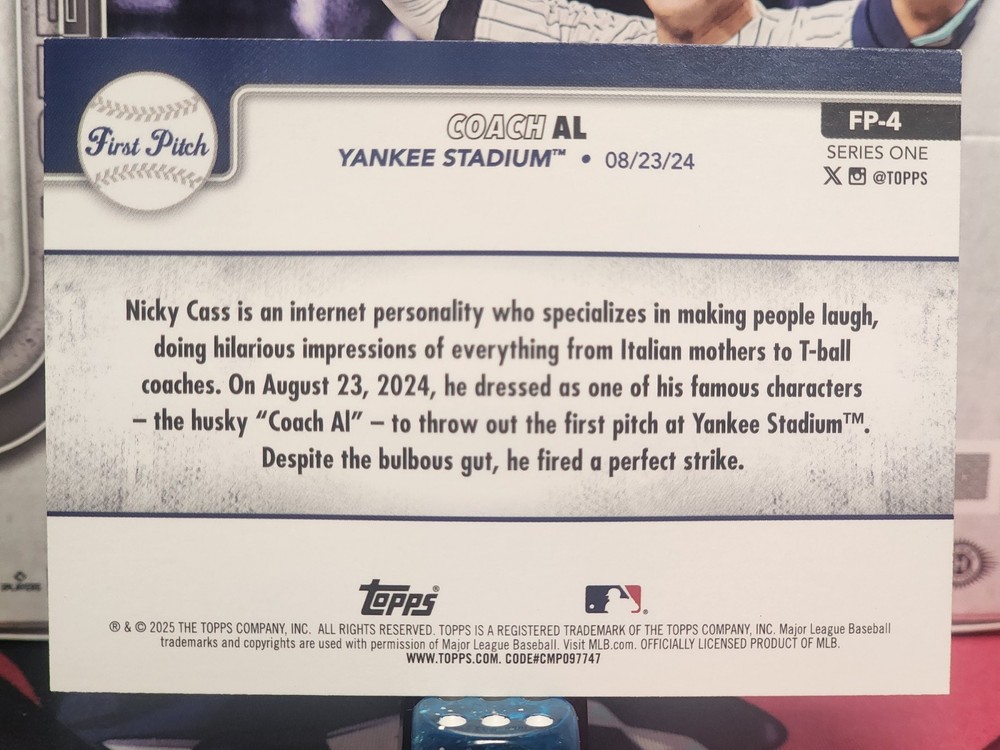 First Pitch
COACH AL
YANKEE STADIUM™ • 08/23/24
FP-4
SERIES ONE
@TOPPS
Nicky Cass is an internet personality who specializes in making people laugh,
doing hilarious impressions of everything from Italian mothers to T-ball
coaches. On August 23, 2024, he dressed as one of his famous characters
– the husky “Coach Al” – to throw out the first pitch at Yankee Stadium™.
Despite the bulbous gut, he fired a perfect strike.
topps®
® & © 2025 THE TOPPS COMPANY, INC. ALL RIGHTS RESERVED. TOPPS IS A REGISTERED TRADEMARK OF THE TOPPS COMPANY, INC. Major League Baseball
trademarks and copyrights are used with permission of Major League Baseball. Visit MLB.com. OFFICIALLY LICENSED PRODUCT OF MLB.
WWW.TOPPS.COM. CODE#CMP097747